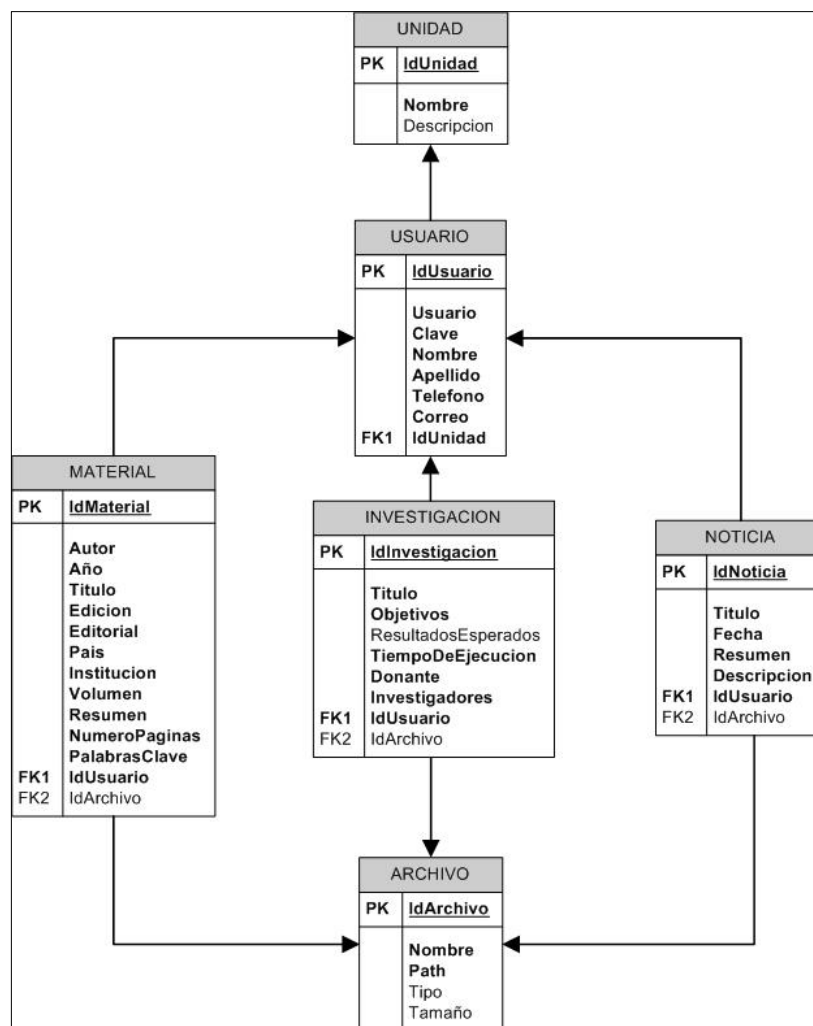 UNIDAD
PK IdUnidad
Nombre
Descripcion
USUARIO
PK IdUsuario
Usuario
Clave
Nombre
Apellido
Telefono
Correo
FK1 IdUnidad
MATERIAL
PK IdMaterial
Autor
Año
Titulo
Edicion
Editorial
Pais
Institucion
Volumen
Resumen
NumeroPaginas
PalabrasClave
FK1 IdUsuario
FK2 IdArchivo
INVESTIGACION
PK IdInvestigacion
Titulo
Objetivos
ResultadosEsperados
TiempoDeEjecucion
Donante
Investigadores
FK1 IdUsuario
FK2 IdArchivo
NOTICIA
PK IdNoticia
Titulo
Fecha
Resumen
Descripcion
FK1 IdUsuario
FK2 IdArchivo
ARCHIVO
PK IdArchivo
Nombre
Path
Tipo
Tamaño